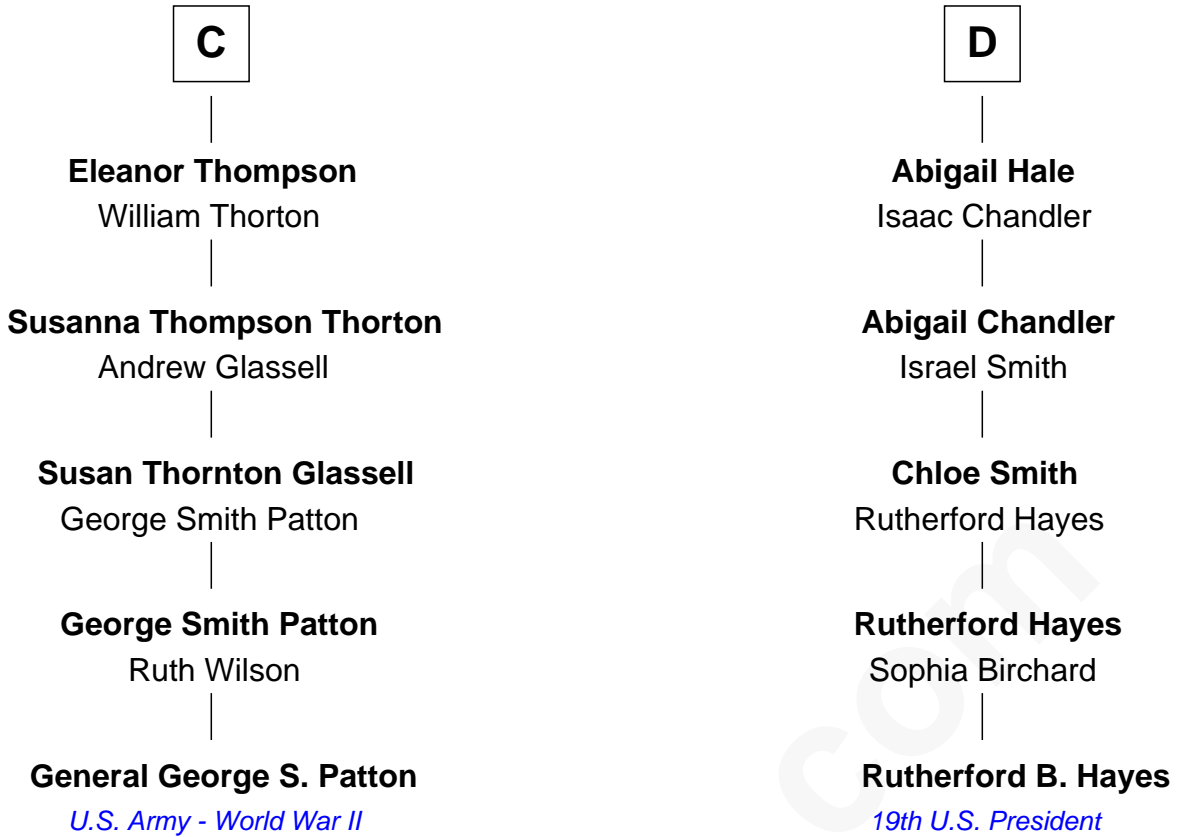 C
Eleanor Thompson
William Thorton
Susanna Thompson Thorton
Andrew Glassell
Susan Thornton Glassell
George Smith Patton
George Smith Patton
Ruth Wilson
General George S. Patton
U.S. Army - World War II
D
Abigail Hale
Isaac Chandler
Abigail Chandler
Israel Smith
Chloe Smith
Rutherford Hayes
Rutherford Hayes
Sophia Birchard
Rutherford B. Hayes
19th U.S. President
com